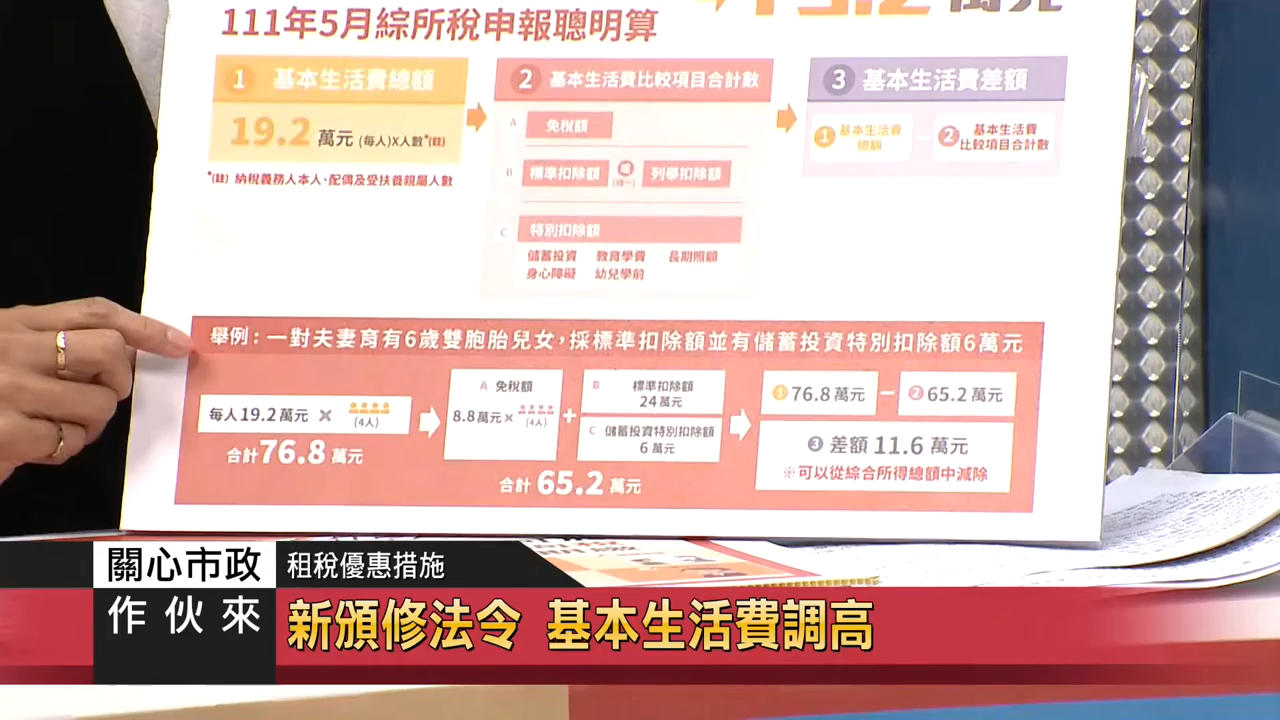 111年5月綜所稅申報聰明算
1 基本生活費總額
19.2 萬元 (每人)X人數*(註)
*(註) 納稅義務人本人、配偶及受扶養親屬人數
2 基本生活費比較項目合計數
A 免稅額
B 標準扣除額 或(擇一) 列舉扣除額
C 特別扣除額
儲蓄投資 教育學費 長期照顧
身心障礙 幼兒學前
3 基本生活費差額
1 基本生活費總額 - 2 基本生活費比較項目合計數
舉例：一對夫妻育有6歲雙胞胎兒女，採標準扣除額並有儲蓄投資特別扣除額6萬元
每人19.2萬元 × (4人)
合計76.8萬元
A 免稅額
8.8萬元× (4人)
+
B 標準扣除額
24萬元
C 儲蓄投資特別扣除額
6萬元
合計 65.2 萬元
1 76.8萬元 - 2 65.2萬元
3 差額 11.6 萬元
※可以從綜合所得總額中減除
關心市政
作伙來
租稅優惠措施
新頒修法令 基本生活費調高